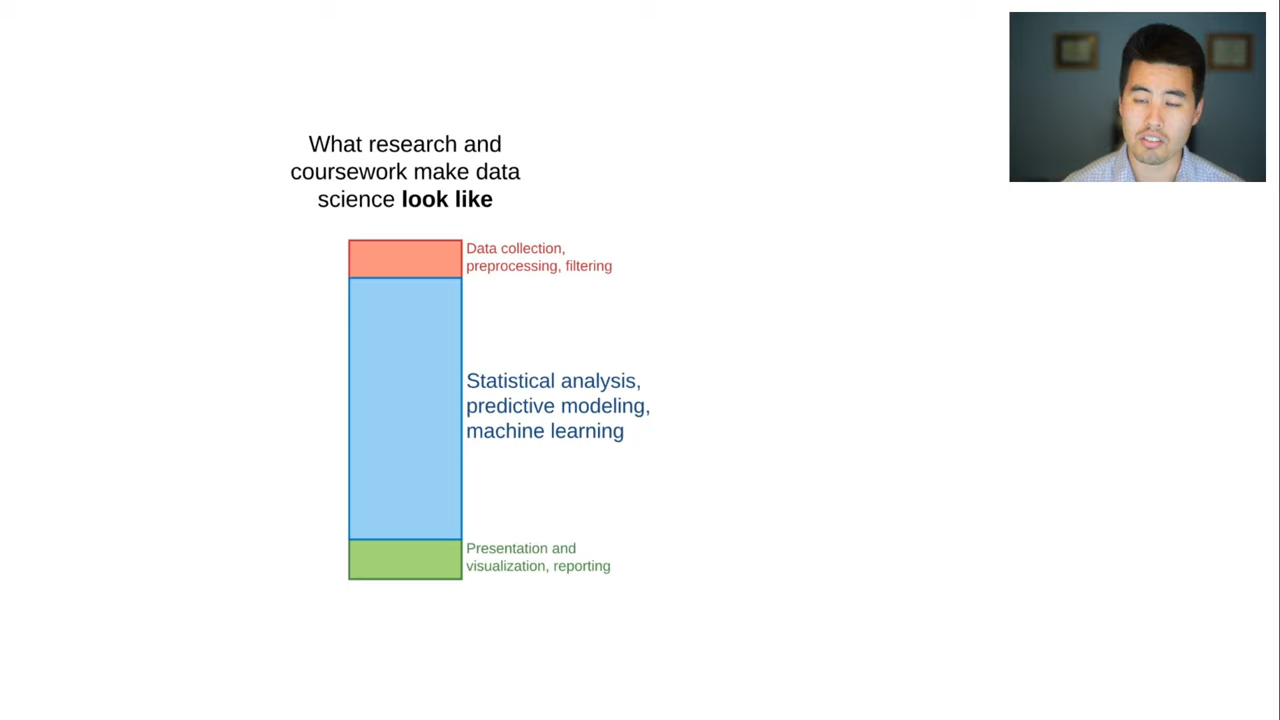 What research and
coursework make data
science look like
Data collection,
preprocessing, filtering
Statistical analysis,
predictive modeling,
machine learning
Presentation and
visualization, reporting